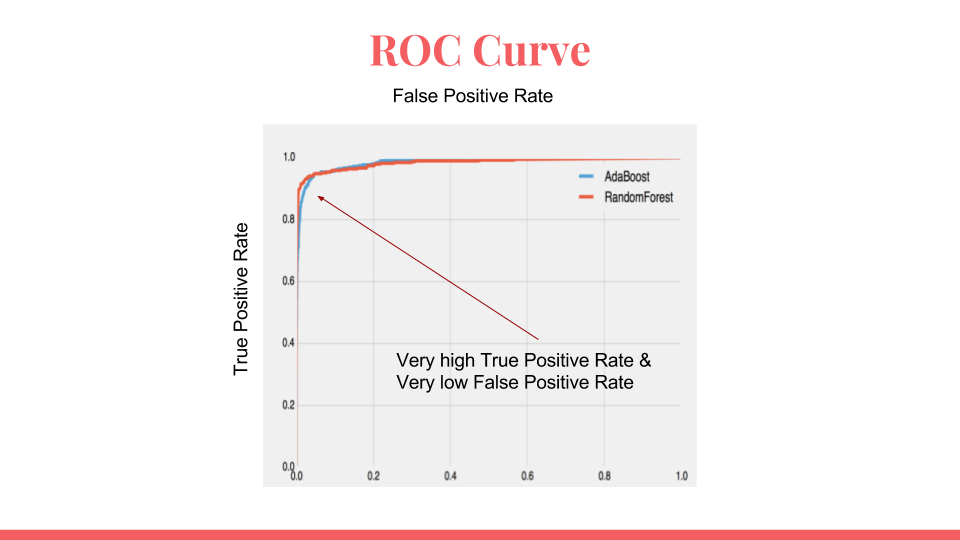 ROC Curve
False Positive Rate
True Positive Rate
1.0
0.8
0.6
0.4
0.2
0.0
AdaBoost
RandomForest
Very high True Positive Rate &
Very low False Positive Rate
0.0 0.2 0.4 0.6 0.8 1.0